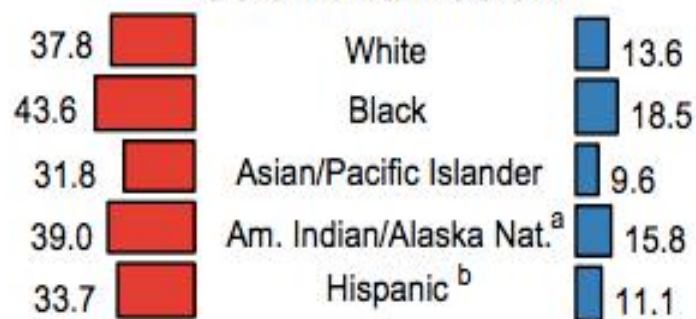 37.8 White 13.6
43.6 Black 18.5
31.8 Asian/Pacific Islander 9.6
39.0 Am. Indian/Alaska Nat.a 15.8
33.7 Hispanic b 11.1